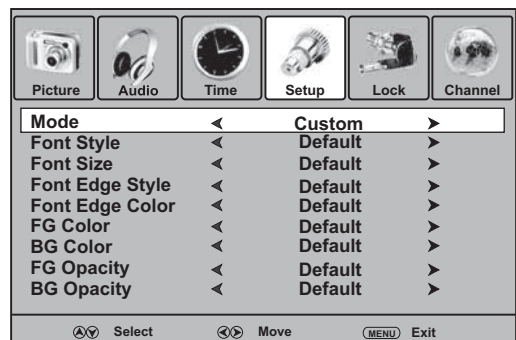 Picture Audio Time Setup Lock Channel
Mode Custom
Font Style Default
Font Size Default
Font Edge Style Default
Font Edge Color Default
FG Color Default
BG Color Default
FG Opacity Default
BG Opacity Default
Select Move MENU Exit